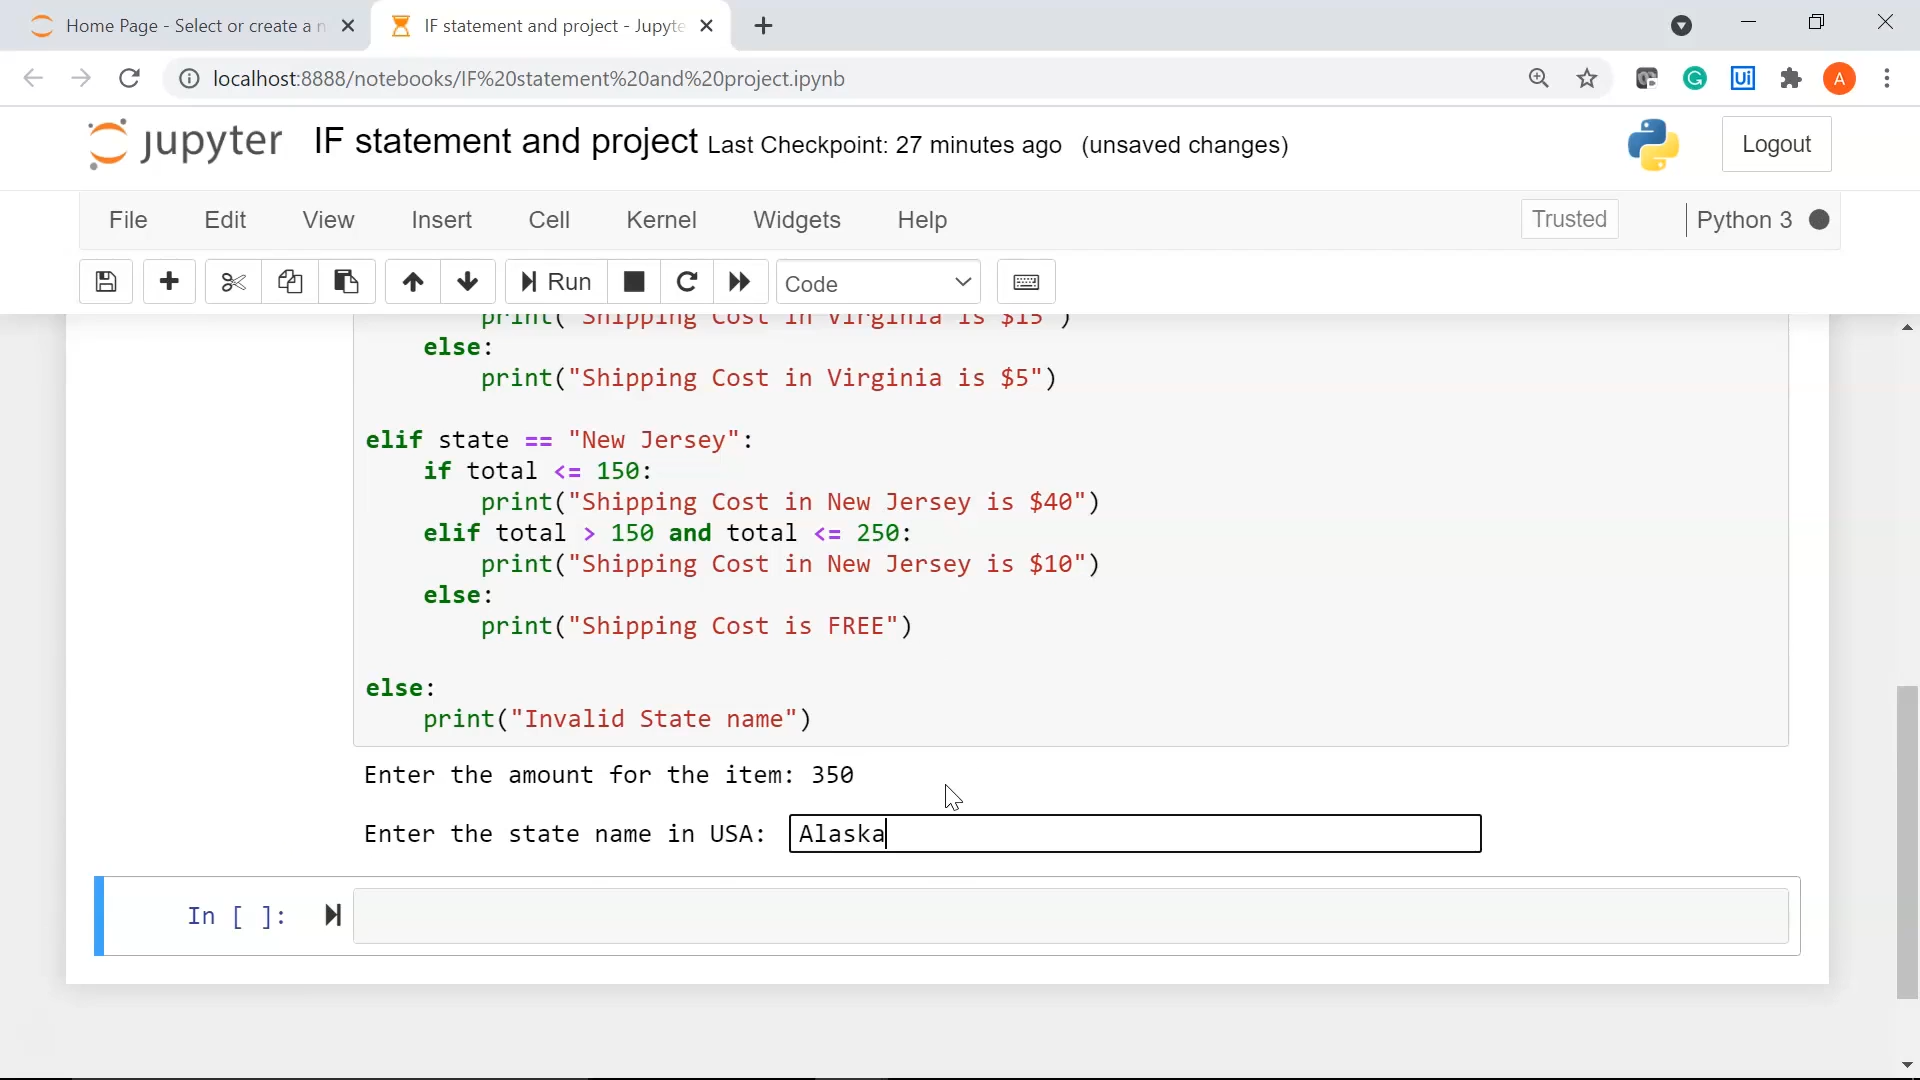 Home Page - Select or create a n
IF statement and project - Jupyte
localhost:8888/notebooks/IF%20statement%20and%20project.ipynb
A
jupyter IF statement and project Last Checkpoint: 27 minutes ago (unsaved changes)
Logout
File Edit View Insert Cell Kernel Widgets Help Trusted Python 3
Run Code
print("Shipping Cost in Virginia is $15")
else:
print("Shipping Cost in Virginia is $5")
elif state == "New Jersey":
if total <= 150:
print("Shipping Cost in New Jersey is $40")
elif total > 150 and total <= 250:
print("Shipping Cost in New Jersey is $10")
else:
print("Shipping Cost is FREE")
else:
print("Invalid State name")
Enter the amount for the item: 350
Enter the state name in USA: Alaska
In [ ]: